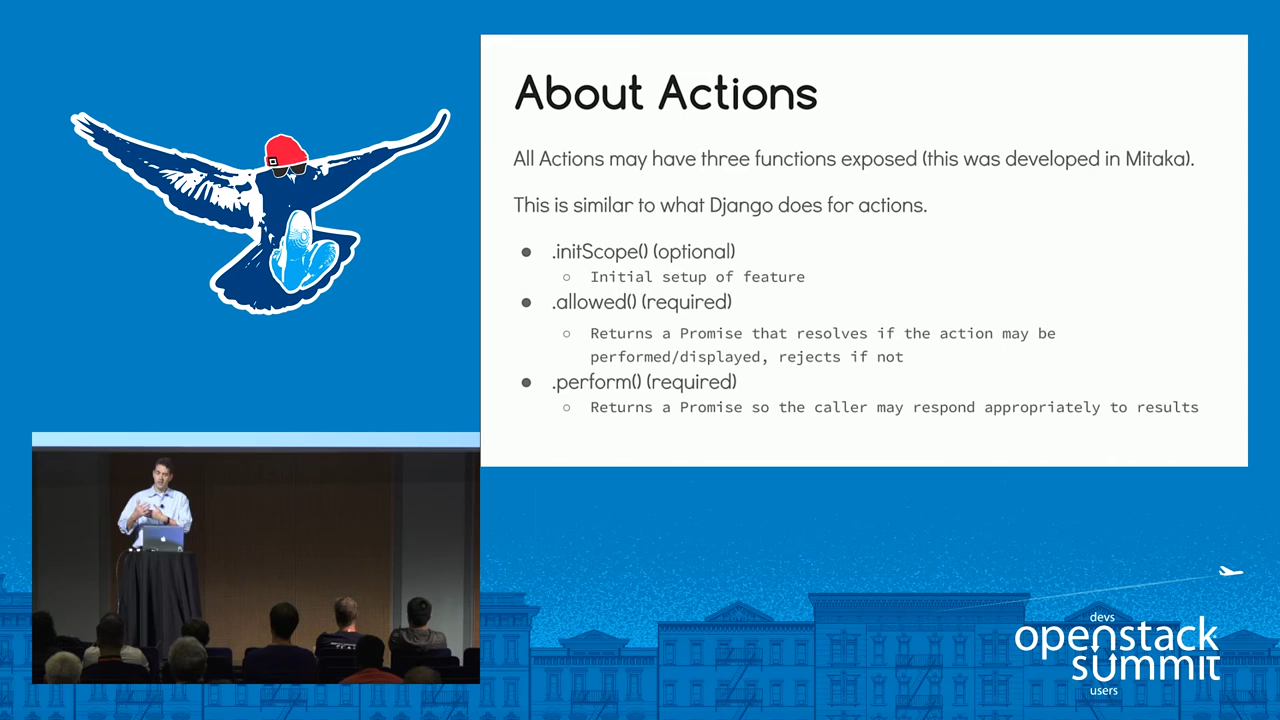 About Actions
All Actions may have three functions exposed (this was developed in Mitaka).
This is similar to what Django does for actions.
● .initScope() (optional)
○ Initial setup of feature
● .allowed() (required)
○ Returns a Promise that resolves if the action may be
performed/displayed, rejects if not
● .perform() (required)
○ Returns a Promise so the caller may respond appropriately to results
devs
openstack
summit
users